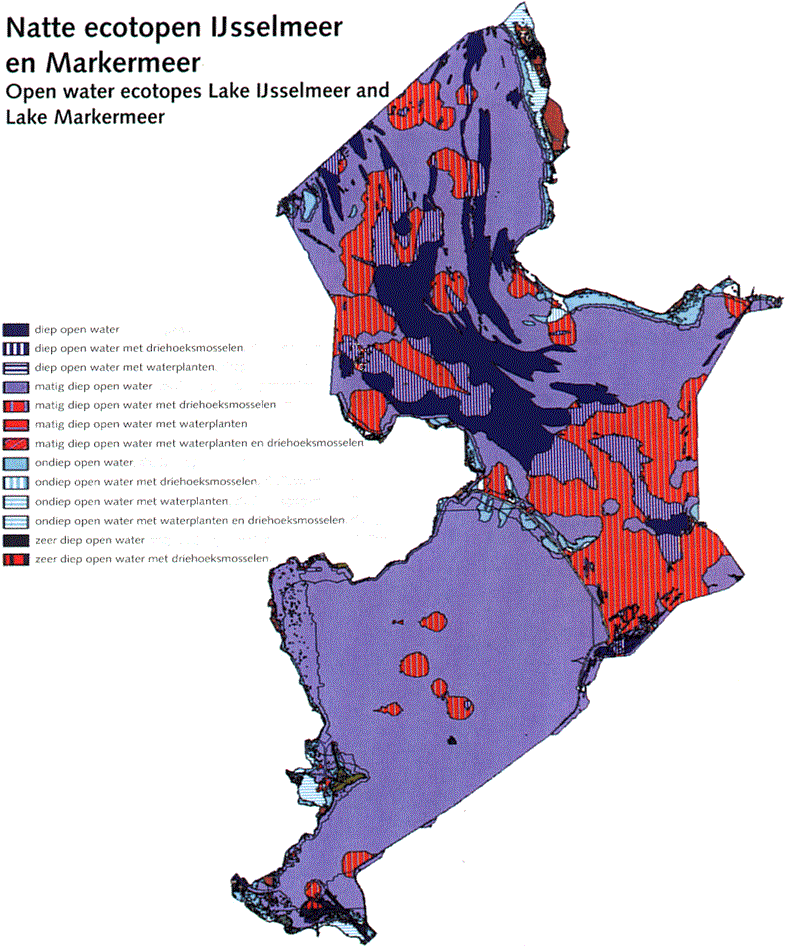 Natte ecotopen IJsselmeer
en Markermeer
Open water ecotopes Lake IJsselmeer and
Lake Markermeer
diep open water
diep open water met driehoeksmosselen
diep open water met waterplanten
matig diep open water
matig diep open water met driehoeksmosselen
matig diep open water met waterplanten
matig diep open water met waterplanten en driehoeksmosselen
ondiep open water
ondiep open water met driehoeksmosselen
ondiep open water met waterplanten
ondiep open water met waterplanten en driehoeksmosselen
zeer diep open water
zeer diep open water met driehoeksmosselen